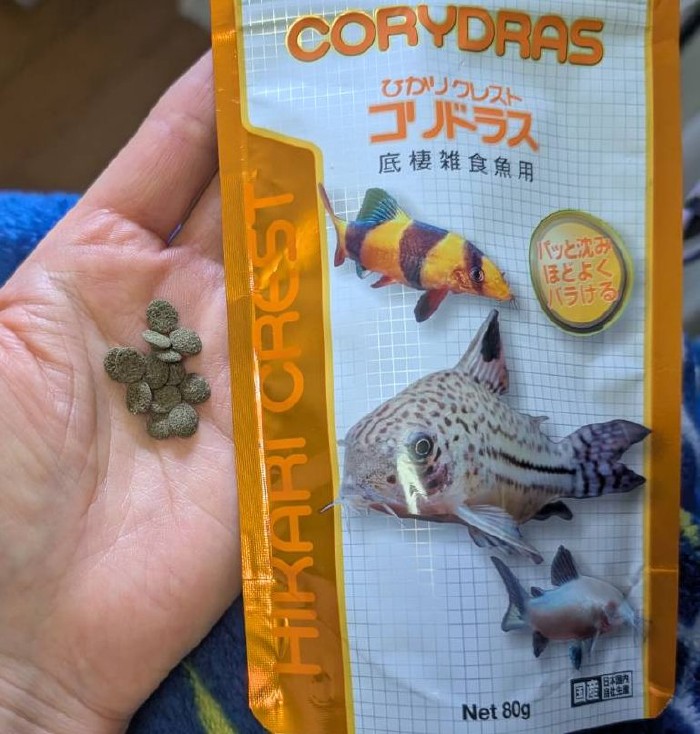 CORYDRAS
ひかりクレスト
コリドラス
底棲雑食魚用
パッと沈み
ほどよく
バラける
HIKARI CREST
Net 80g
国産
日本国内
自社生産